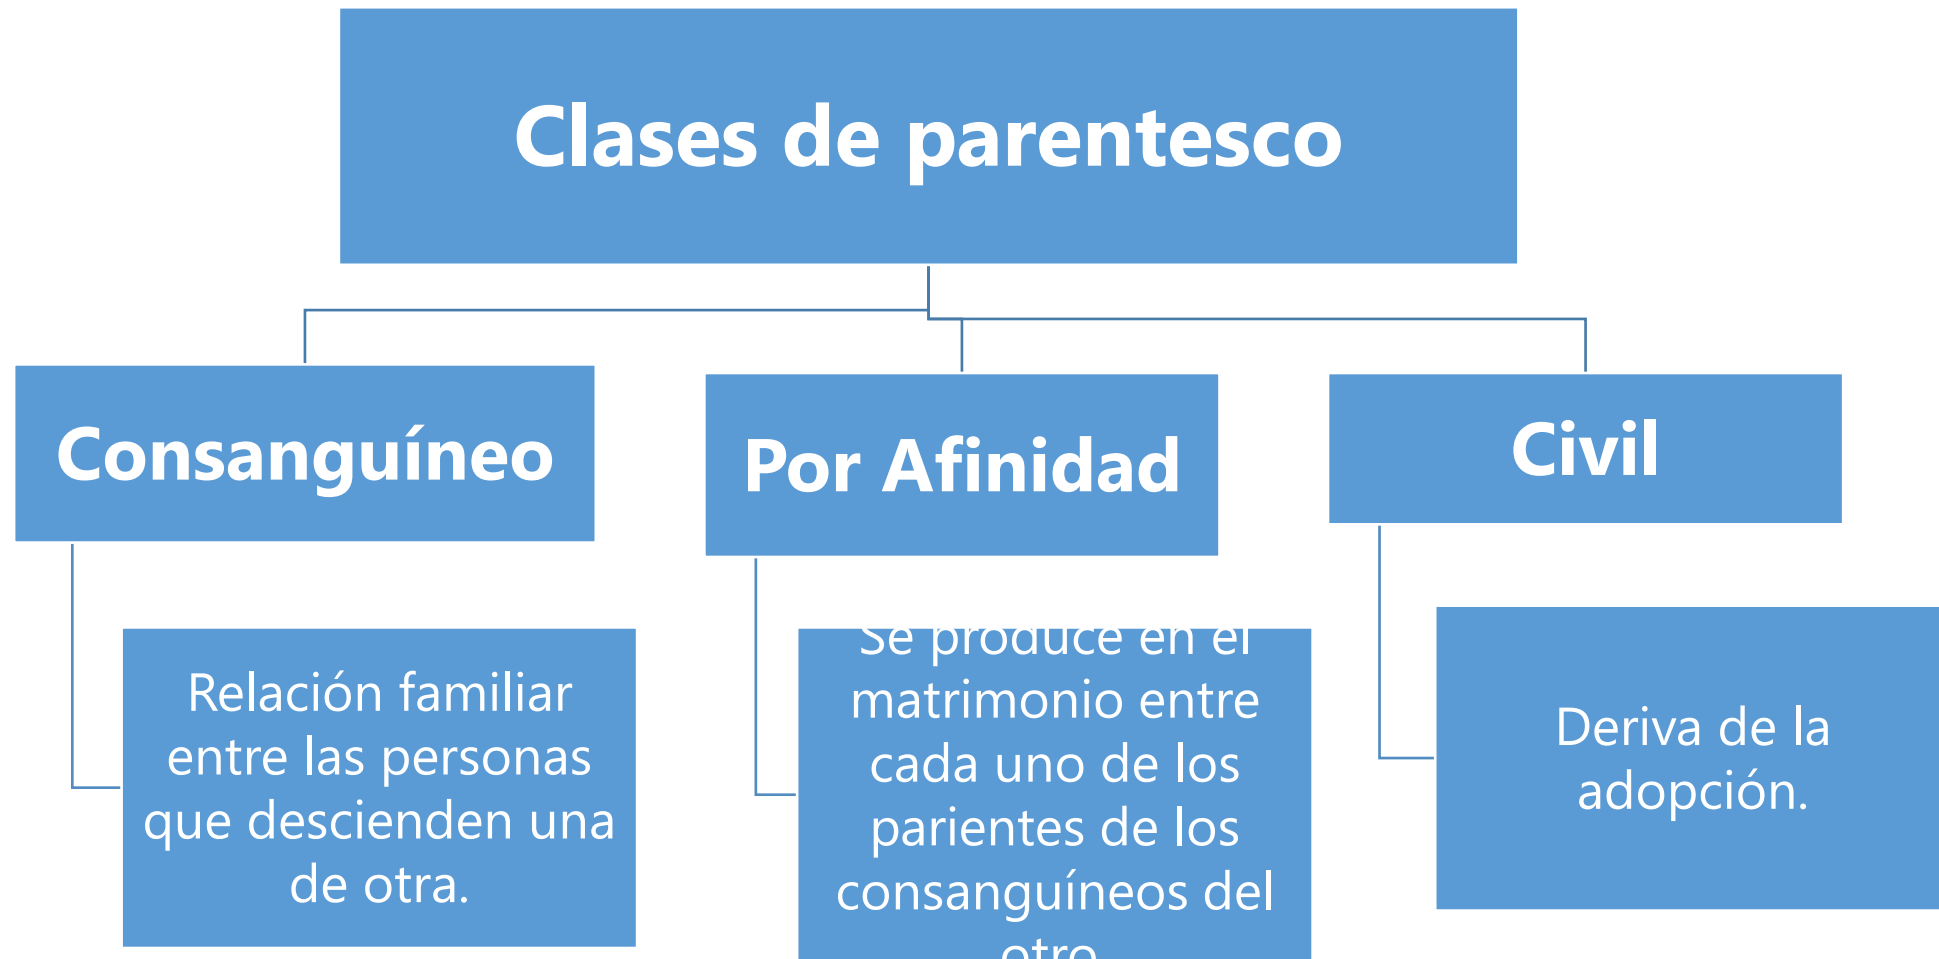 Clases de parentesco
Consanguíneo
Relación familiar
entre las personas
que descienden una
de otra.
Por Afinidad
Se produce en el
matrimonio entre
cada uno de los
parientes de los
consanguíneos del
otro
Civil
Deriva de la
adopción.